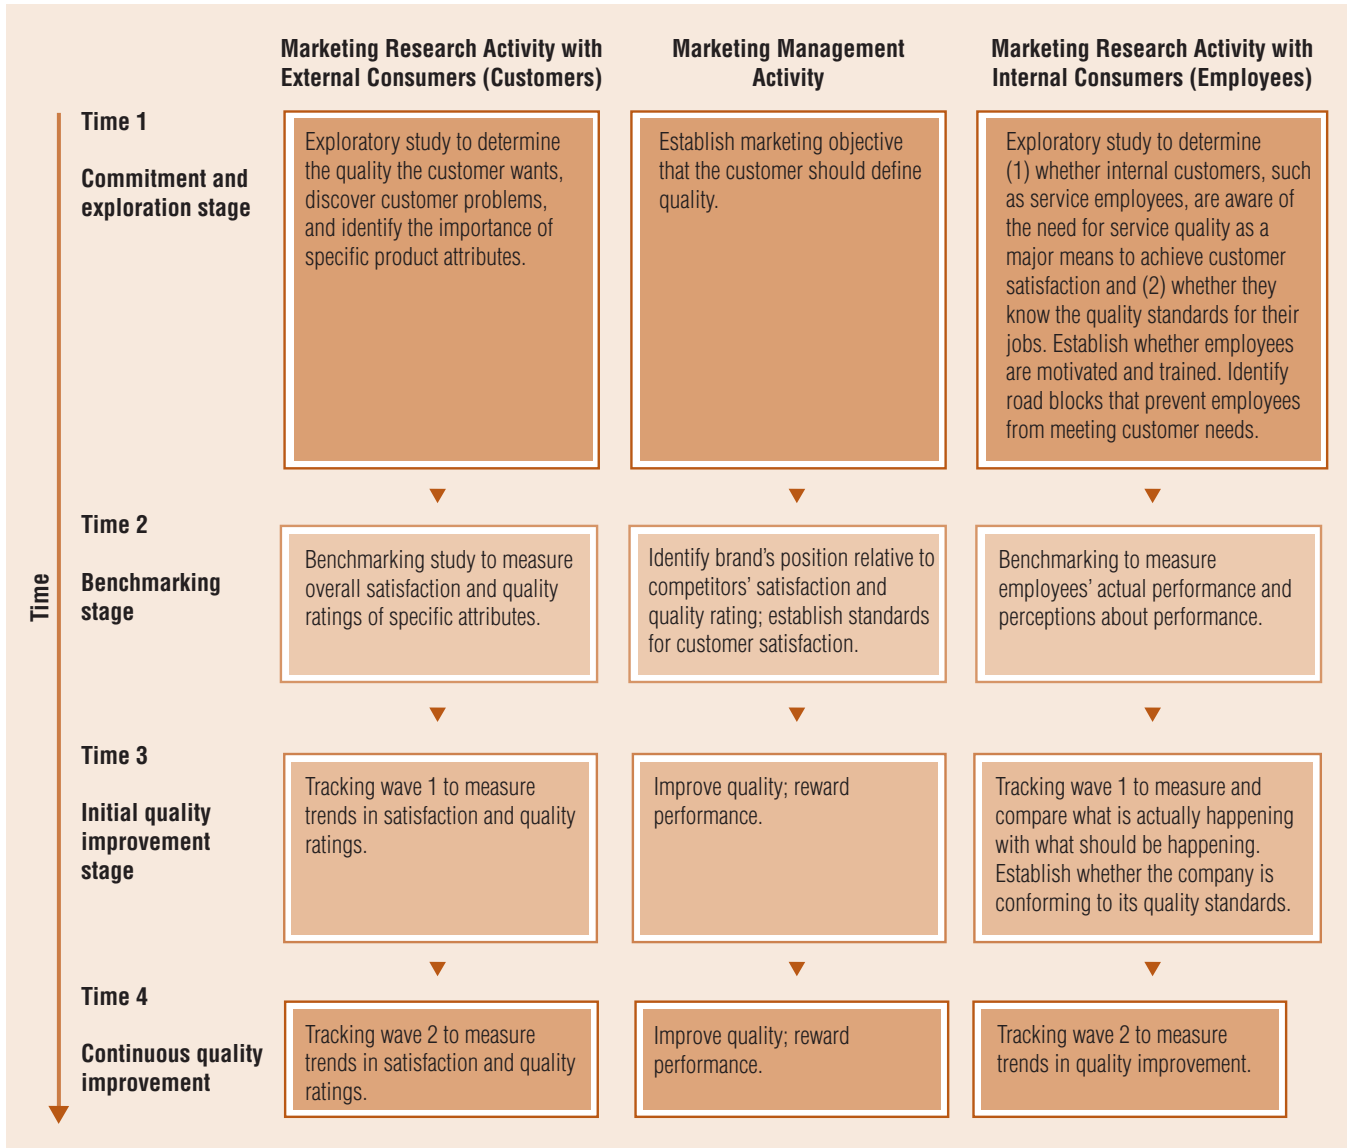 Marketing Research Activity with
External Consumers (Customers)
Marketing Management
Activity
Marketing Research Activity with
Internal Consumers (Employees)
Time
Time 1
Commitment and
exploration stage
Exploratory study to determine
the quality the customer wants,
discover customer problems,
and identify the importance of
specific product attributes.
Establish marketing objective
that the customer should define
quality.
Exploratory study to determine
(1) whether internal customers, such
as service employees, are aware of
the need for service quality as a
major means to achieve customer
satisfaction and (2) whether they
know the quality standards for their
jobs. Establish whether employees
are motivated and trained. Identify
road blocks that prevent employees
from meeting customer needs.
Time 2
Benchmarking
stage
Benchmarking study to measure
overall satisfaction and quality
ratings of specific attributes.
Identify brand’s position relative to
competitors’ satisfaction and
quality rating; establish standards
for customer satisfaction.
Benchmarking to measure
employees’ actual performance and
perceptions about performance.
Time 3
Initial quality
improvement
stage
Tracking wave 1 to measure
trends in satisfaction and quality
ratings.
Improve quality; reward
performance.
Tracking wave 1 to measure and
compare what is actually happening
with what should be happening.
Establish whether the company is
conforming to its quality standards.
Time 4
Continuous quality
improvement
Tracking wave 2 to measure
trends in satisfaction and quality
ratings.
Improve quality; reward
performance.
Tracking wave 2 to measure
trends in quality improvement.